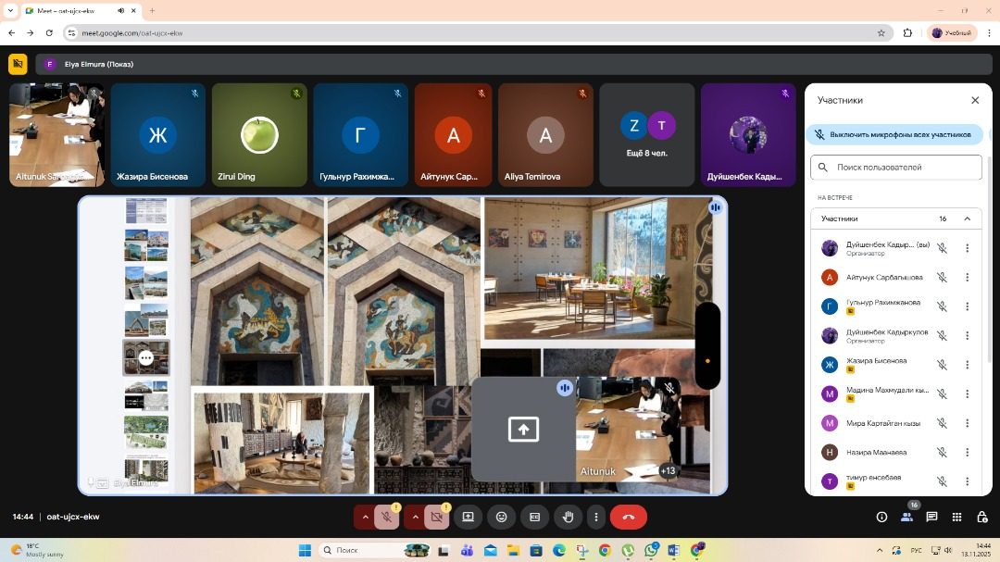 Meet – oat-ujcx-ekw
meet.google.com/oat-ujcx-ekw
Учебный
E
Elya Elmura (Показ)
Ж
Г
А
А
Z
T
Ещё 8 чел.
Aitunuk
Жазира Бисенова
Zirui Ding
Гульнур Рахимжа...
Айтунук Сар...
Aliya Temirova
Дуйшенбек Кады...
Участники
Выключить микрофоны всех участников
Поиск пользователей
НА ВСТРЕЧЕ
Участники 16
Дуйшенбек Кадыр... (вы)
Организатор
А Айтунук Сарбагышова
Г Гульнур Рахимжанова
Дуйшенбек Кадыркулов
Организатор
Ж Жазира Бисенова
М Мадина Махмудали кы...
М Мира Картайган кызы
Н Назира Маанаева
Т тимур енсебаев
Elya Elmura
Aitunuk
+13
14:44 | oat-ujcx-ekw
16
18°C
Mostly sunny
Поиск
РУС
14:44
13.11.2025